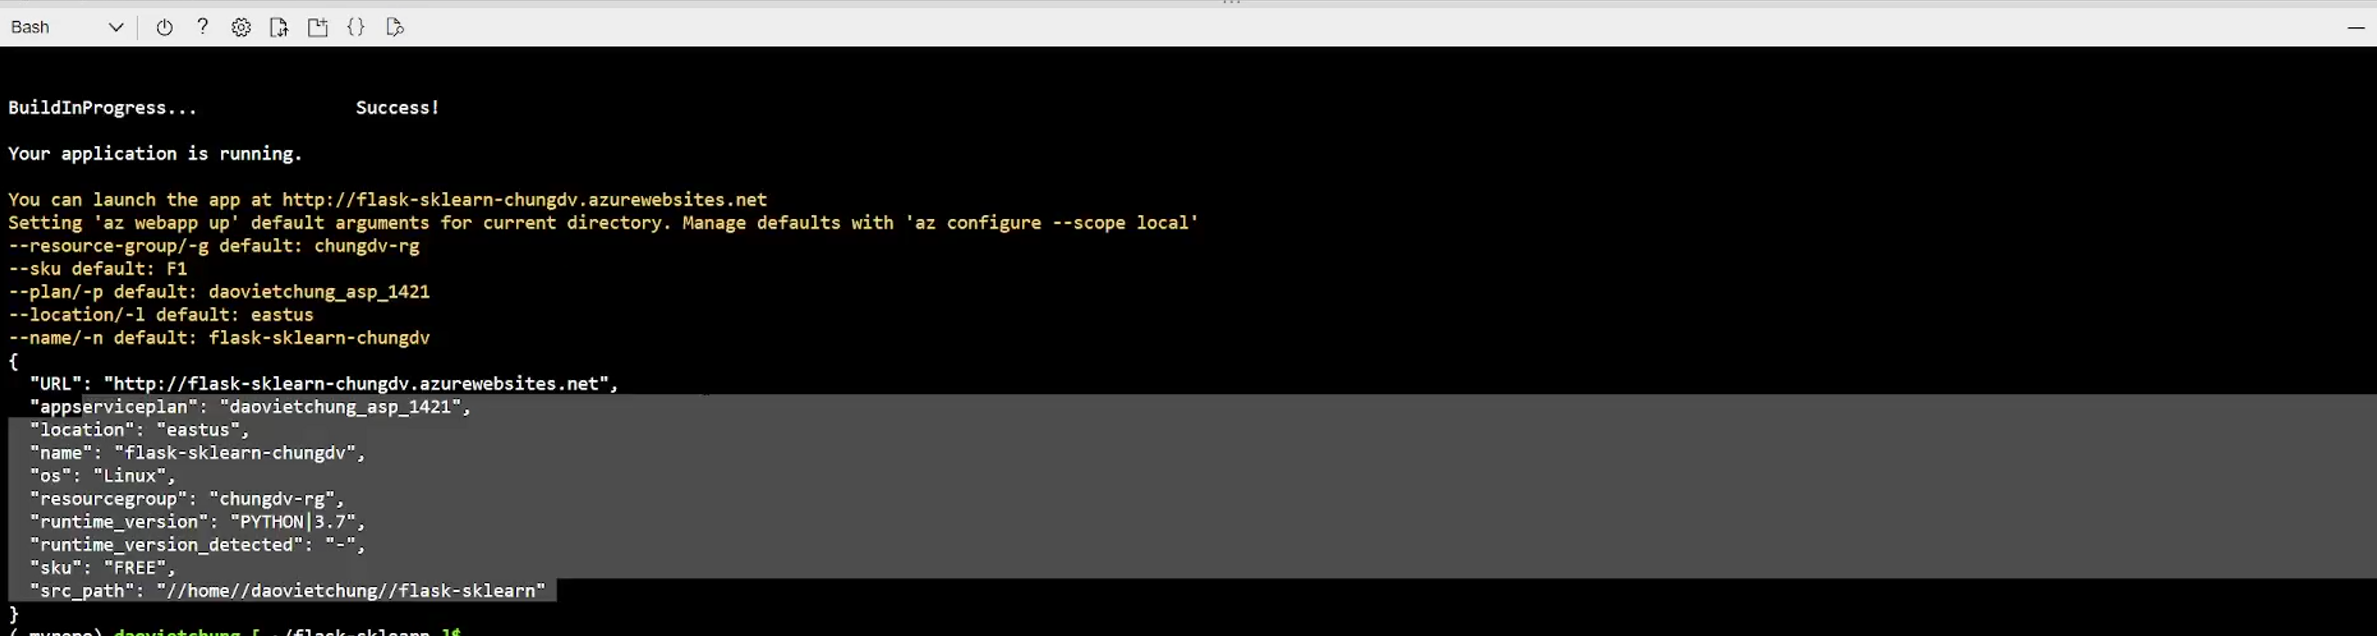 Bash
BuildInProgress... Success!
Your application is running.
You can launch the app at http://flask-sklearn-chungdv.azurewebsites.net
Setting 'az webapp up' default arguments for current directory. Manage defaults with 'az configure --scope local'
--resource-group/-g default: chungdv-rg
--sku default: F1
--plan/-p default: daovietchung_asp_1421
--location/-l default: eastus
--name/-n default: flask-sklearn-chungdv
{
"URL": "http://flask-sklearn-chungdv.azurewebsites.net",
"appserviceplan": "daovietchung_asp_1421",
"location": "eastus",
"name": "flask-sklearn-chungdv",
"os": "Linux",
"resourcegroup": "chungdv-rg",
"runtime_version": "PYTHON|3.7",
"runtime_version_detected": "-",
"sku": "FREE",
"src_path": "//home//daovietchung//flask-sklearn"
}
daovietchung [ ~/flask-sklearn ]$